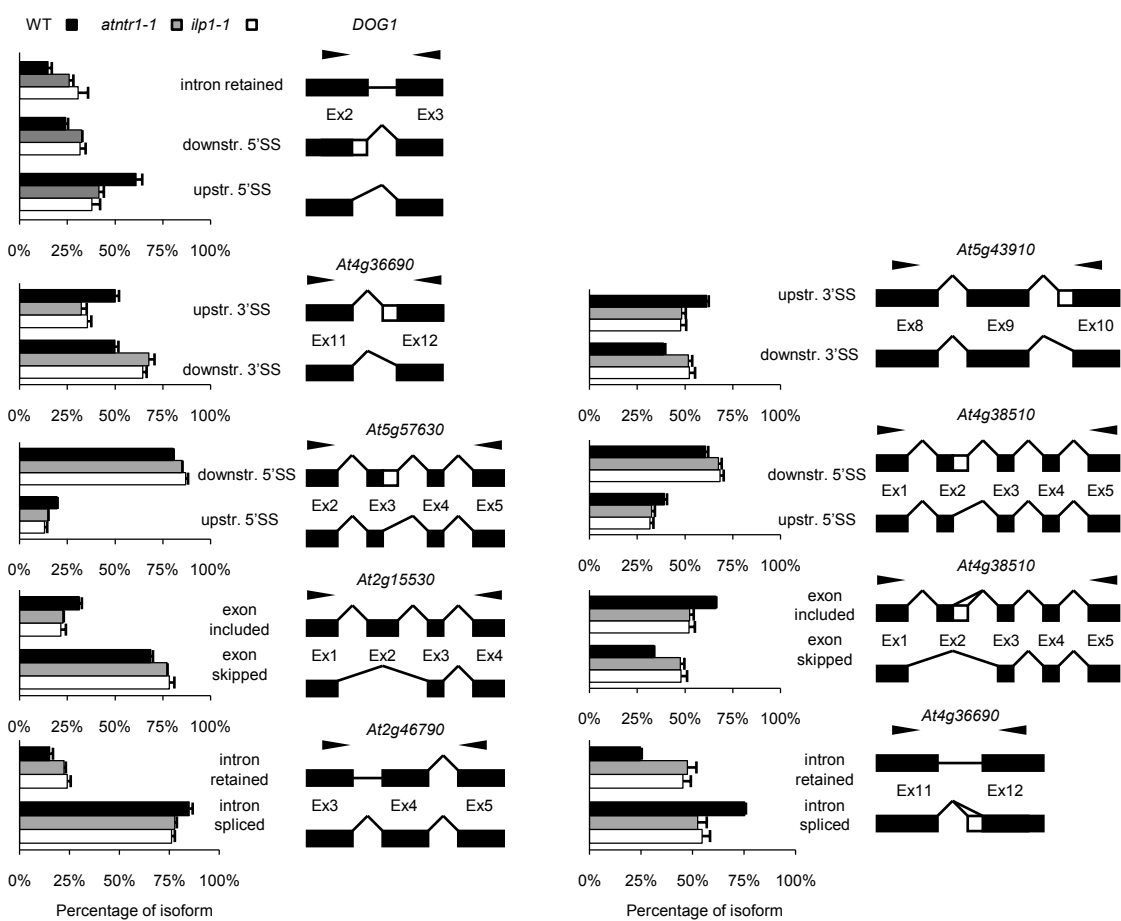 WT atntr1-1 ilp1-1
DOG1
intron retained
Ex2 Ex3
downstr. 5'SS
upstr. 5'SS
0% 25% 50% 75% 100%
At4g36690
upstr. 3'SS
Ex11 Ex12
downstr. 3'SS
0% 25% 50% 75% 100%
At5g57630
downstr. 5'SS
Ex2 Ex3 Ex4 Ex5
upstr. 5'SS
0% 25% 50% 75% 100%
At2g15530
exon
included
Ex1 Ex2 Ex3 Ex4
exon
skipped
0% 25% 50% 75% 100%
At2g46790
intron
retained
Ex3 Ex4 Ex5
intron
spliced
0% 25% 50% 75% 100%
Percentage of isoform
At5g43910
upstr. 3'SS
Ex8 Ex9 Ex10
downstr. 3'SS
0% 25% 50% 75% 100%
At4g38510
downstr. 5'SS
Ex1 Ex2 Ex3 Ex4 Ex5
upstr. 5'SS
0% 25% 50% 75% 100%
At4g38510
exon
included
Ex1 Ex2 Ex3 Ex4 Ex5
exon
skipped
0% 25% 50% 75% 100%
At4g36690
intron
retained
Ex11 Ex12
intron
spliced
0% 25% 50% 75% 100%
Percentage of isoform